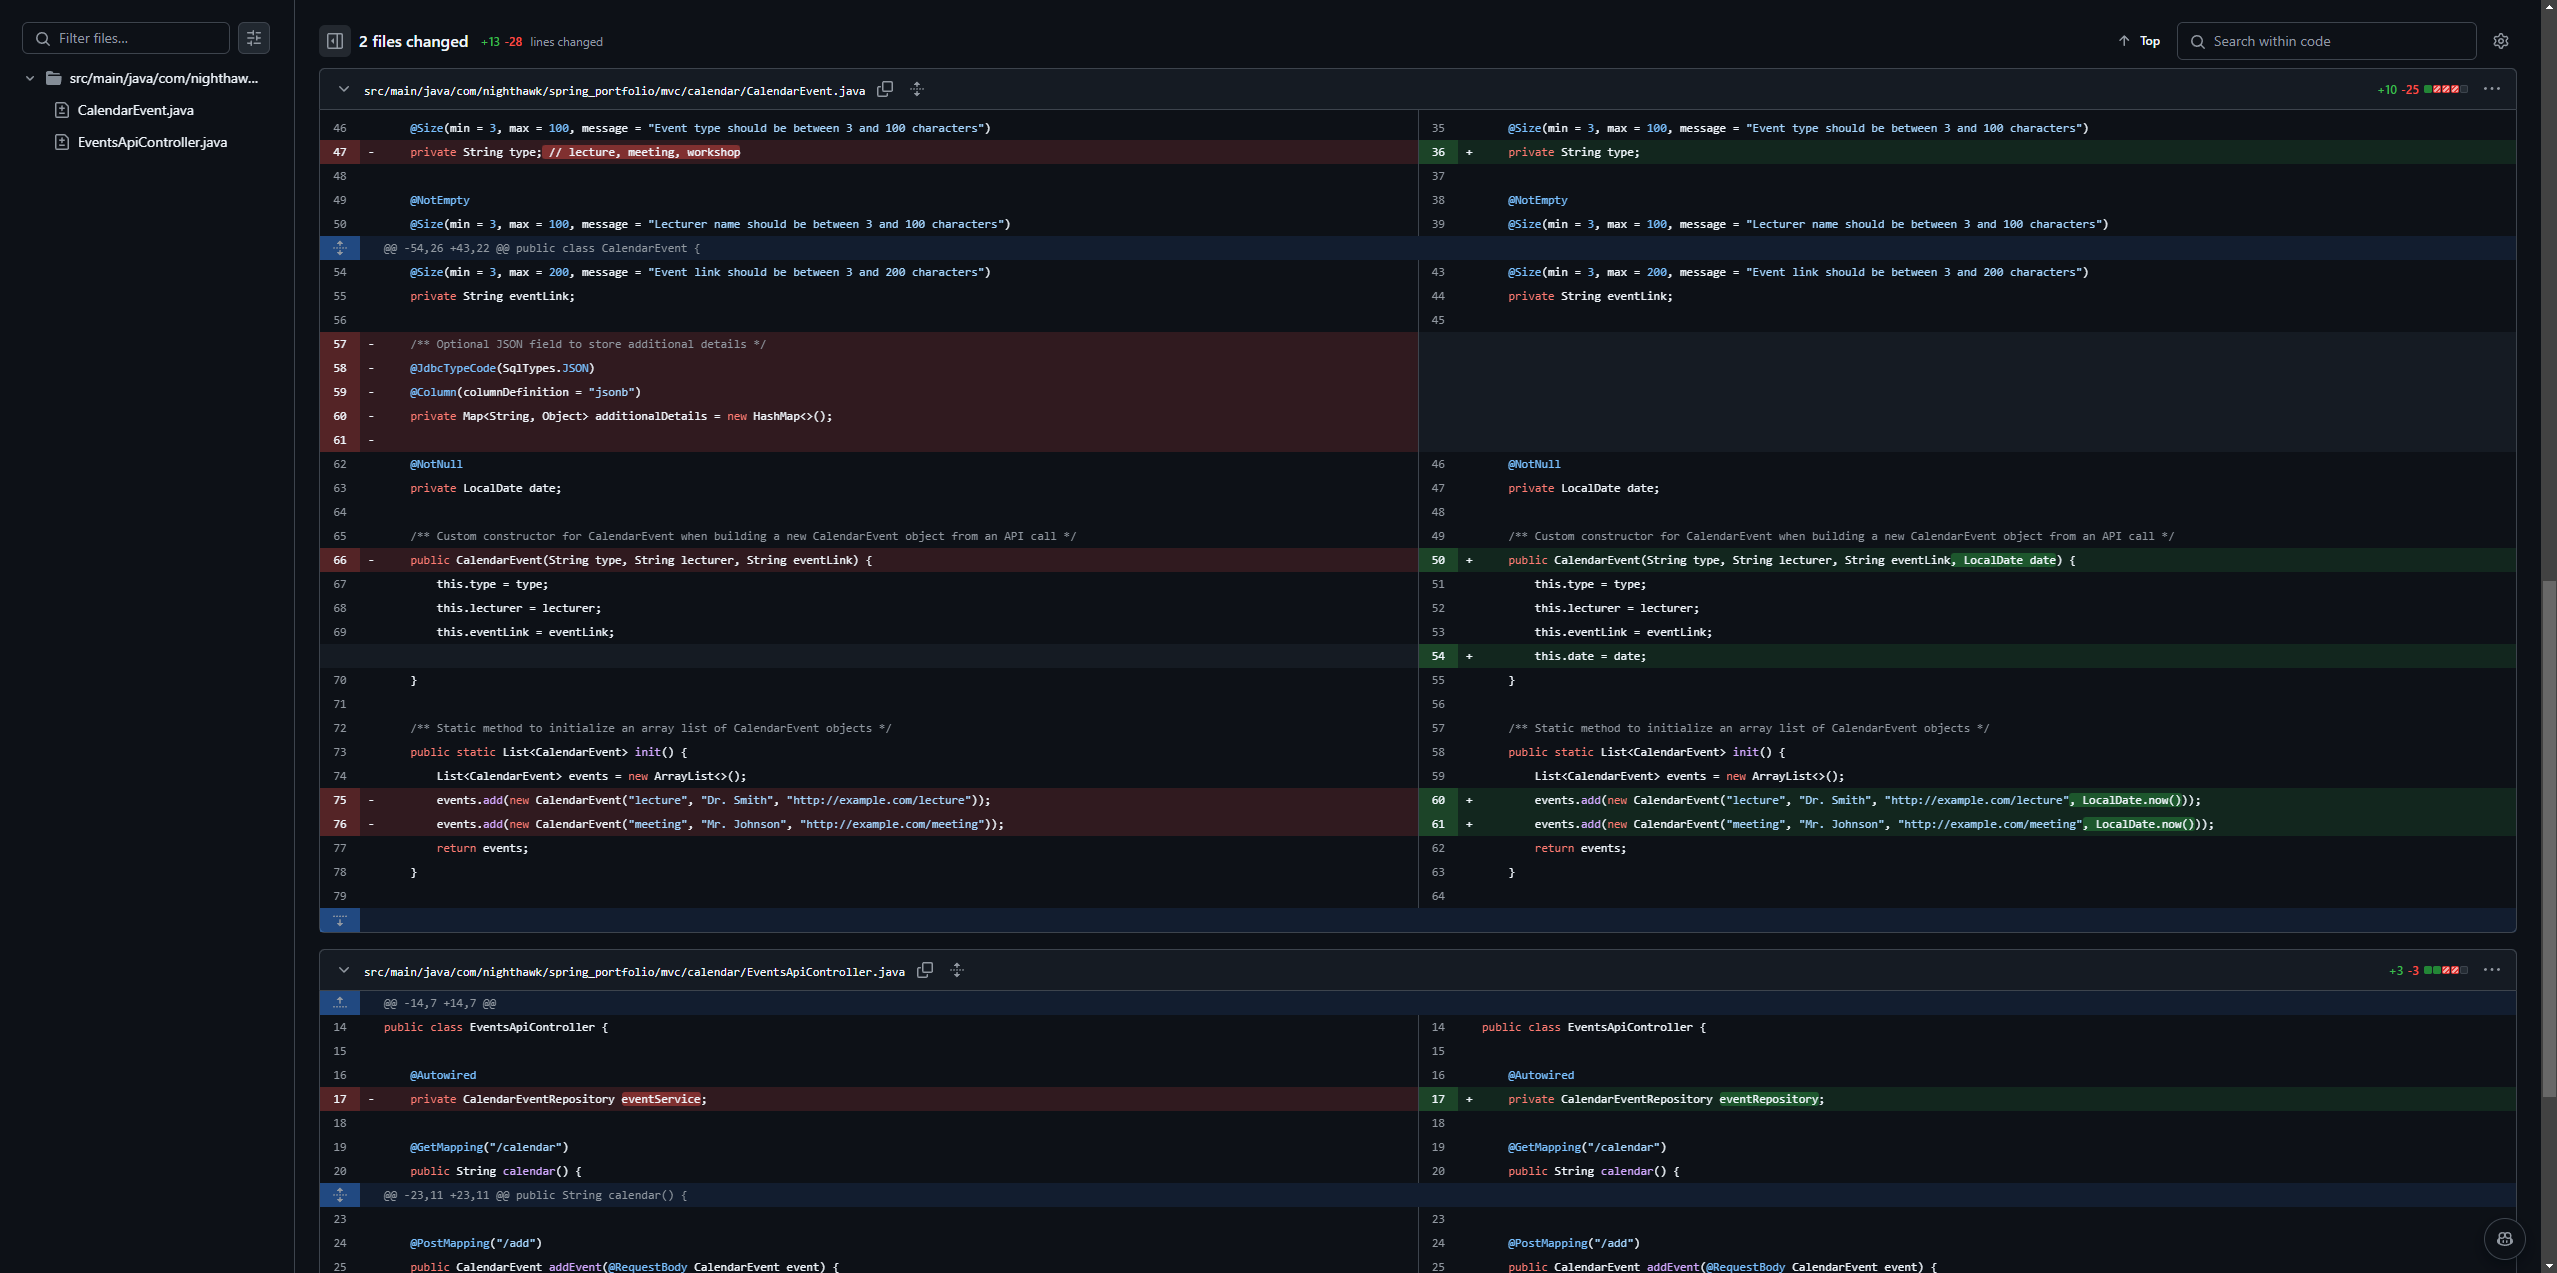 Filter files...
src/main/java/com/nighthaw...
CalendarEvent.java
EventsApiController.java
2 files changed +13 -28 lines changed
Top
Search within code
src/main/java/com/nighthawk/spring_portfolio/mvc/calendar/CalendarEvent.java
+10 -25
46 @Size(min = 3, max = 100, message = "Event type should be between 3 and 100 characters")
47 - private String type; // lecture, meeting, workshop
48
49 @NotEmpty
50 @Size(min = 3, max = 100, message = "Lecturer name should be between 3 and 100 characters")
35 @Size(min = 3, max = 100, message = "Event type should be between 3 and 100 characters")
36 + private String type;
37
38 @NotEmpty
39 @Size(min = 3, max = 100, message = "Lecturer name should be between 3 and 100 characters")
@@ -54,26 +43,22 @@ public class CalendarEvent {
54 @Size(min = 3, max = 200, message = "Event link should be between 3 and 200 characters")
55 private String eventLink;
56
57 - /** Optional JSON field to store additional details */
58 - @JdbcTypeCode(SqlTypes.JSON)
59 - @Column(columnDefinition = "jsonb")
60 - private Map<String, Object> additionalDetails = new HashMap<>();
61 -
62 @NotNull
63 private LocalDate date;
64
65 /** Custom constructor for CalendarEvent when building a new CalendarEvent object from an API call */
66 - public CalendarEvent(String type, String lecturer, String eventLink) {
67 this.type = type;
68 this.lecturer = lecturer;
69 this.eventLink = eventLink;
70 }
71
72 /** Static method to initialize an array list of CalendarEvent objects */
73 public static List<CalendarEvent> init() {
74 List<CalendarEvent> events = new ArrayList<>();
75 - events.add(new CalendarEvent("lecture", "Dr. Smith", "http://example.com/lecture"));
76 - events.add(new CalendarEvent("meeting", "Mr. Johnson", "http://example.com/meeting"));
77 return events;
78 }
79
43 @Size(min = 3, max = 200, message = "Event link should be between 3 and 200 characters")
44 private String eventLink;
45
46 @NotNull
47 private LocalDate date;
48
49 /** Custom constructor for CalendarEvent when building a new CalendarEvent object from an API call */
50 + public CalendarEvent(String type, String lecturer, String eventLink, LocalDate date) {
51 this.type = type;
52 this.lecturer = lecturer;
53 this.eventLink = eventLink;
54 + this.date = date;
55 }
56
57 /** Static method to initialize an array list of CalendarEvent objects */
58 public static List<CalendarEvent> init() {
59 List<CalendarEvent> events = new ArrayList<>();
60 + events.add(new CalendarEvent("lecture", "Dr. Smith", "http://example.com/lecture", LocalDate.now()));
61 + events.add(new CalendarEvent("meeting", "Mr. Johnson", "http://example.com/meeting", LocalDate.now()));
62 return events;
63 }
64
src/main/java/com/nighthawk/spring_portfolio/mvc/calendar/EventsApiController.java
+3 -3
@@ -14,7 +14,7 @@
14 public class EventsApiController {
15
16 @Autowired
17 - private CalendarEventRepository eventService;
18
19 @GetMapping("/calendar")
20 public String calendar() {
14 public class EventsApiController {
15
16 @Autowired
17 + private CalendarEventRepository eventRepository;
18
19 @GetMapping("/calendar")
20 public String calendar() {
@@ -23,11 +23,11 @@ public String calendar() {
23
24 @PostMapping("/add")
25 public CalendarEvent addEvent(@RequestBody CalendarEvent event) {
23
24 @PostMapping("/add")
25 public CalendarEvent addEvent(@RequestBody CalendarEvent event) {